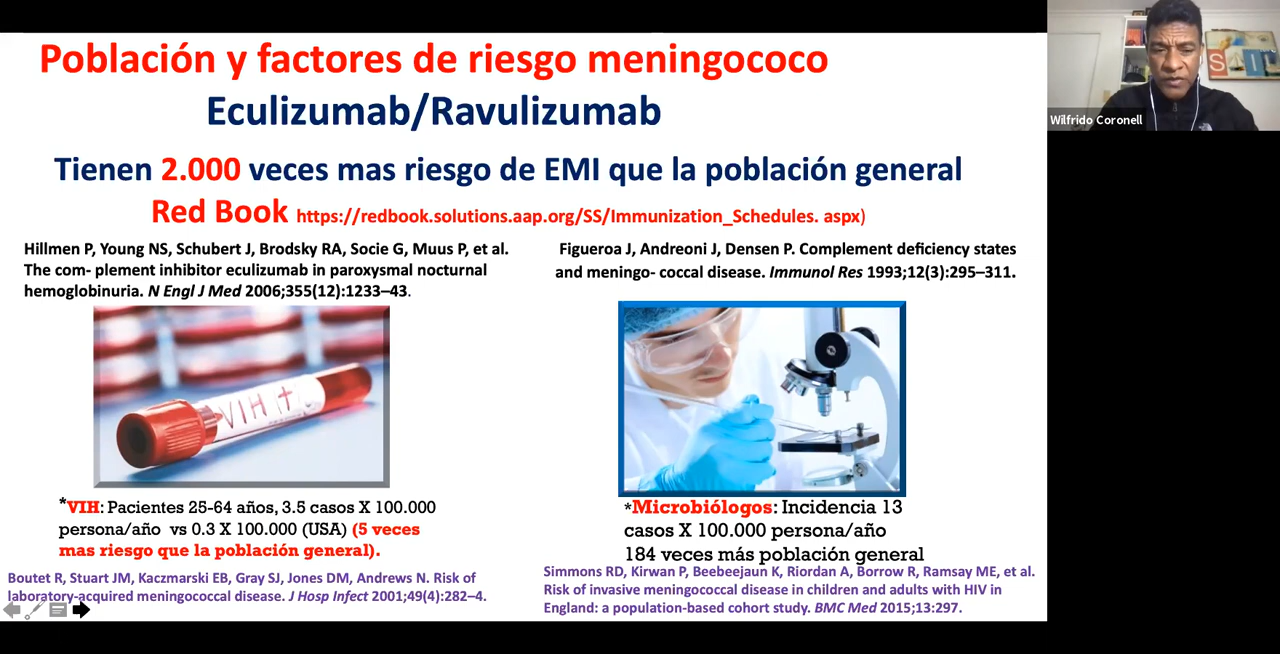 Población y factores de riesgo meningococo
Eculizumab/Ravulizumab
Tienen 2.000 veces mas riesgo de EMI que la población general
Red Book https://redbook.solutions.aap.org/SS/Immunization_Schedules. aspx)
Hillmen P, Young NS, Schubert J, Brodsky RA, Socie G, Muus P, et al.
The com- plement inhibitor eculizumab in paroxysmal nocturnal
hemoglobinuria. N Engl J Med 2006;355(12):1233–43.
Figueroa J, Andreoni J, Densen P. Complement deficiency states
and meningo- coccal disease. Immunol Res 1993;12(3):295–311.
VIH +
*VIH: Pacientes 25-64 años, 3.5 casos X 100.000
persona/año vs 0.3 X 100.000 (USA) (5 veces
mas riesgo que la población general).
*Microbiólogos: Incidencia 13
casos X 100.000 persona/año
184 veces más población general
Boutet R, Stuart JM, Kaczmarski EB, Gray SJ, Jones DM, Andrews N. Risk of
laboratory-acquired meningococcal disease. J Hosp Infect 2001;49(4):282–4.
Simmons RD, Kirwan P, Beebeejaun K, Riordan A, Borrow R, Ramsay ME, et al.
Risk of invasive meningococcal disease in children and adults with HIV in
England: a population-based cohort study. BMC Med 2015;13:297.
Wilfrido Coronell